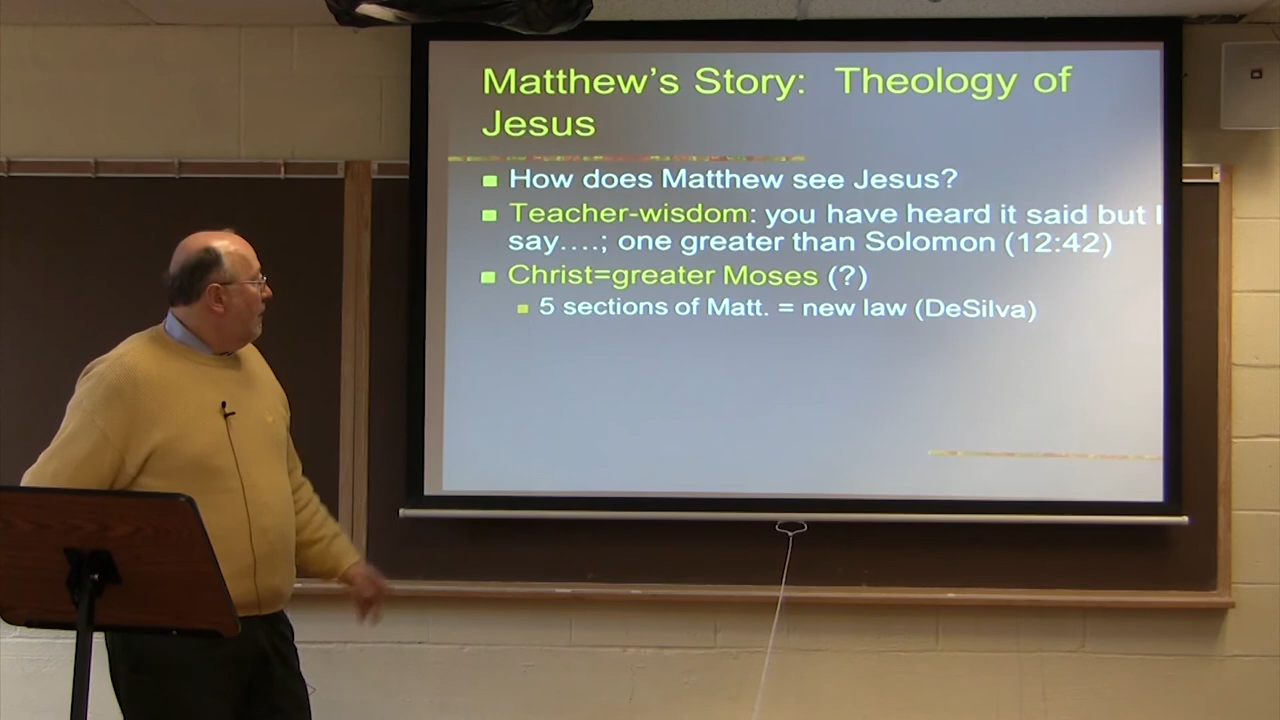 Matthew's Story:  Theology of
Jesus
How does Matthew see Jesus?
Teacher-wisdom: you have heard it said but I
say….; one greater than Solomon (12:42)
Christ=greater Moses (?)
5 sections of Matt. = new law (DeSilva)